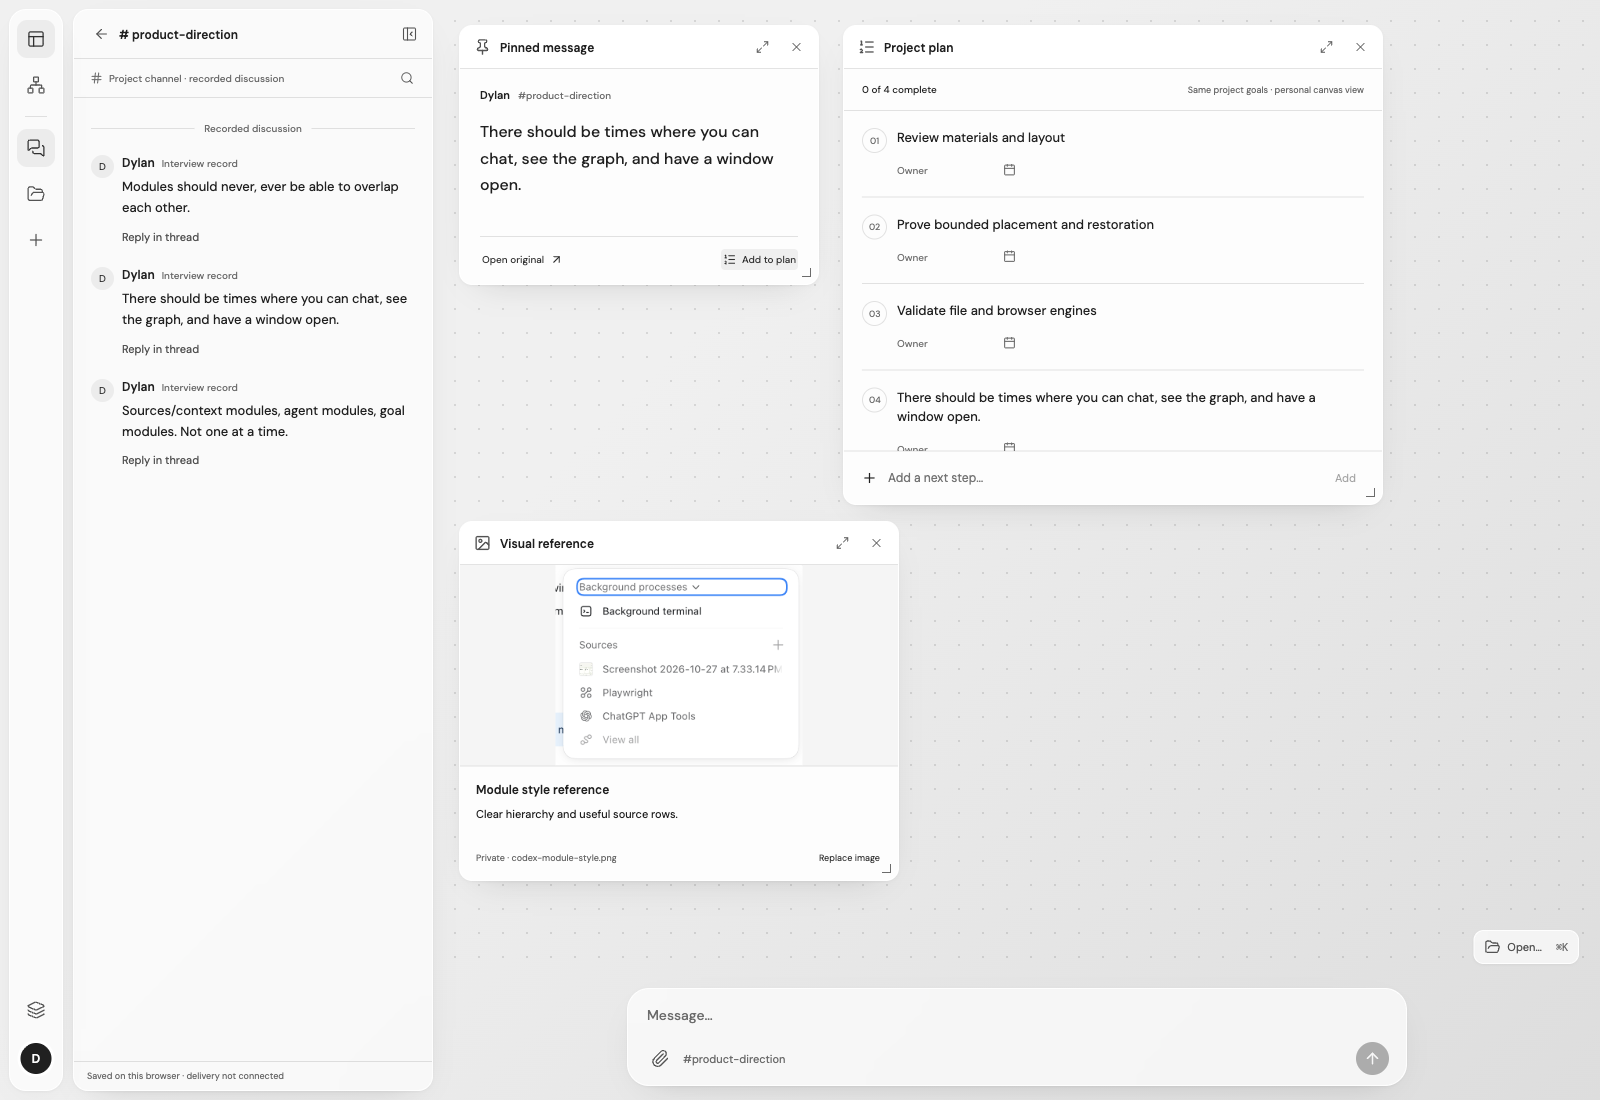 # product-direction
Project channel · recorded discussion
Recorded discussion
D
Dylan Interview record
Modules should never, ever be able to overlap
each other.
Reply in thread
D
Dylan Interview record
There should be times where you can chat, see
the graph, and have a window open.
Reply in thread
D
Dylan Interview record
Sources/context modules, agent modules, goal
modules. Not one at a time.
Reply in thread
D
Saved on this browser · delivery not connected
Pinned message
Dylan #product-direction
There should be times where you can
chat, see the graph, and have a window
open.
Open original
Add to plan
Project plan
0 of 4 complete
Same project goals · personal canvas view
01 Review materials and layout
Owner
02 Prove bounded placement and restoration
Owner
03 Validate file and browser engines
Owner
04 There should be times where you can chat, see the graph, and have a
window open.
Owner
Add a next step...
Add
Visual reference
Background processes
Background terminal
Sources
Screenshot 2026-10-27 at 7.33.14 PM
Playwright
ChatGPT App Tools
View all
Module style reference
Clear hierarchy and useful source rows.
Private · codex-module-style.png
Replace image
Open... ⌘K
Message...
#product-direction